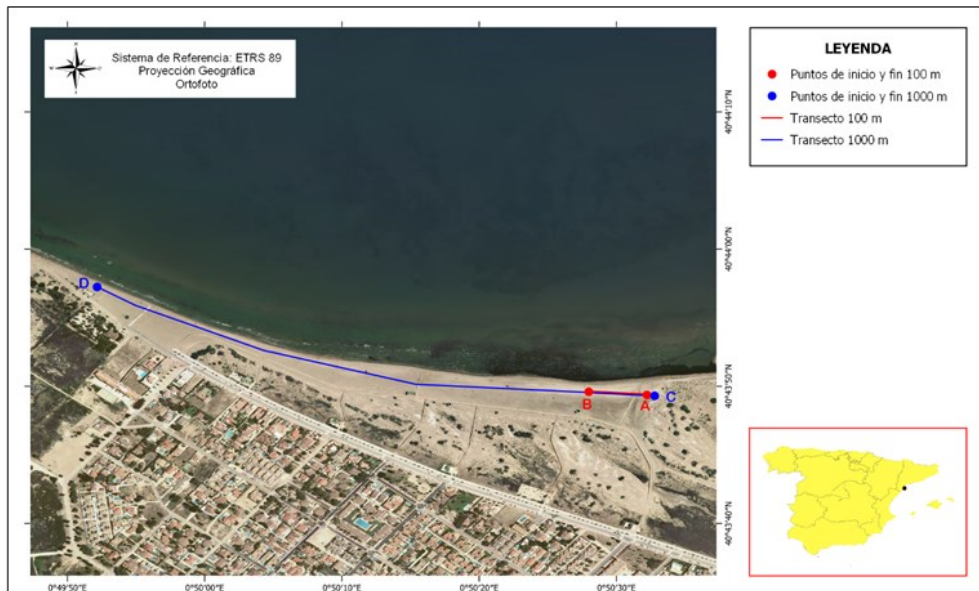 Sistema de Referencia: ETRS 89
Proyección Geográfica
Ortofoto
LEYENDA
Puntos de inicio y fin 100 m
Puntos de inicio y fin 1000 m
Transecto 100 m
Transecto 1000 m
40°44'10"N
40°44'0"N
40°43'50"N
40°43'40"N
D
B
A
C
0°49'50"E
0°50'0"E
0°50'10"E
0°50'20"E
0°50'30"E